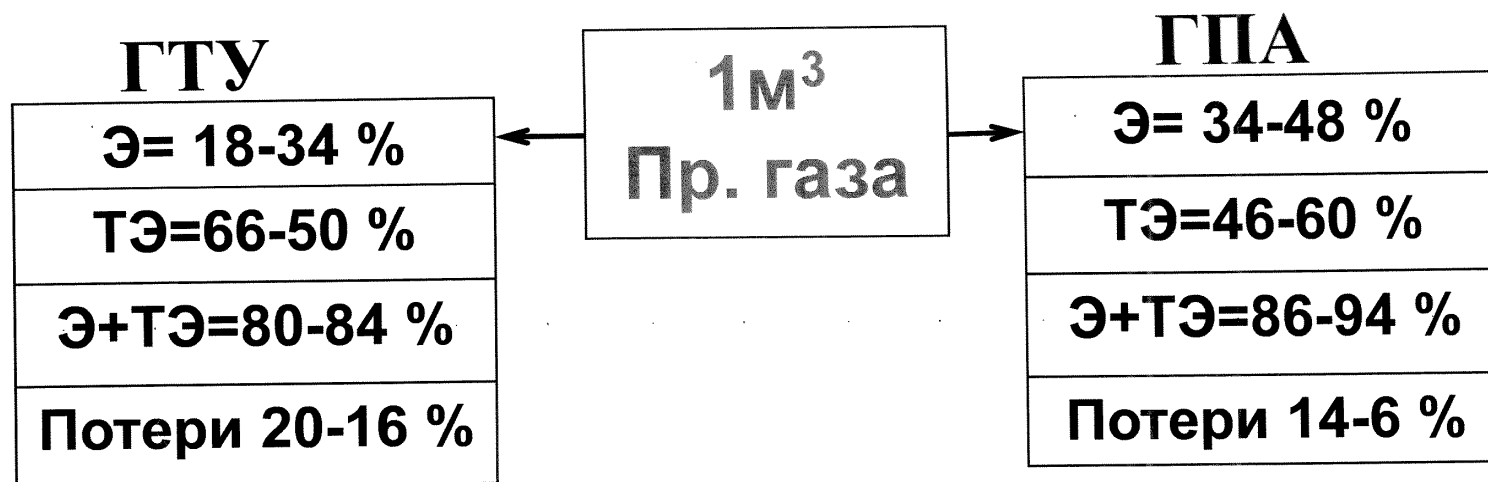 ГТУ
Э= 18-34 %
ТЭ=66-50 %
Э+ТЭ=80-84 %
Потери 20-16 %
1м³
Пр. газа
ГПА
Э= 34-48 %
ТЭ=46-60 %
Э+ТЭ=86-94 %
Потери 14-6 %